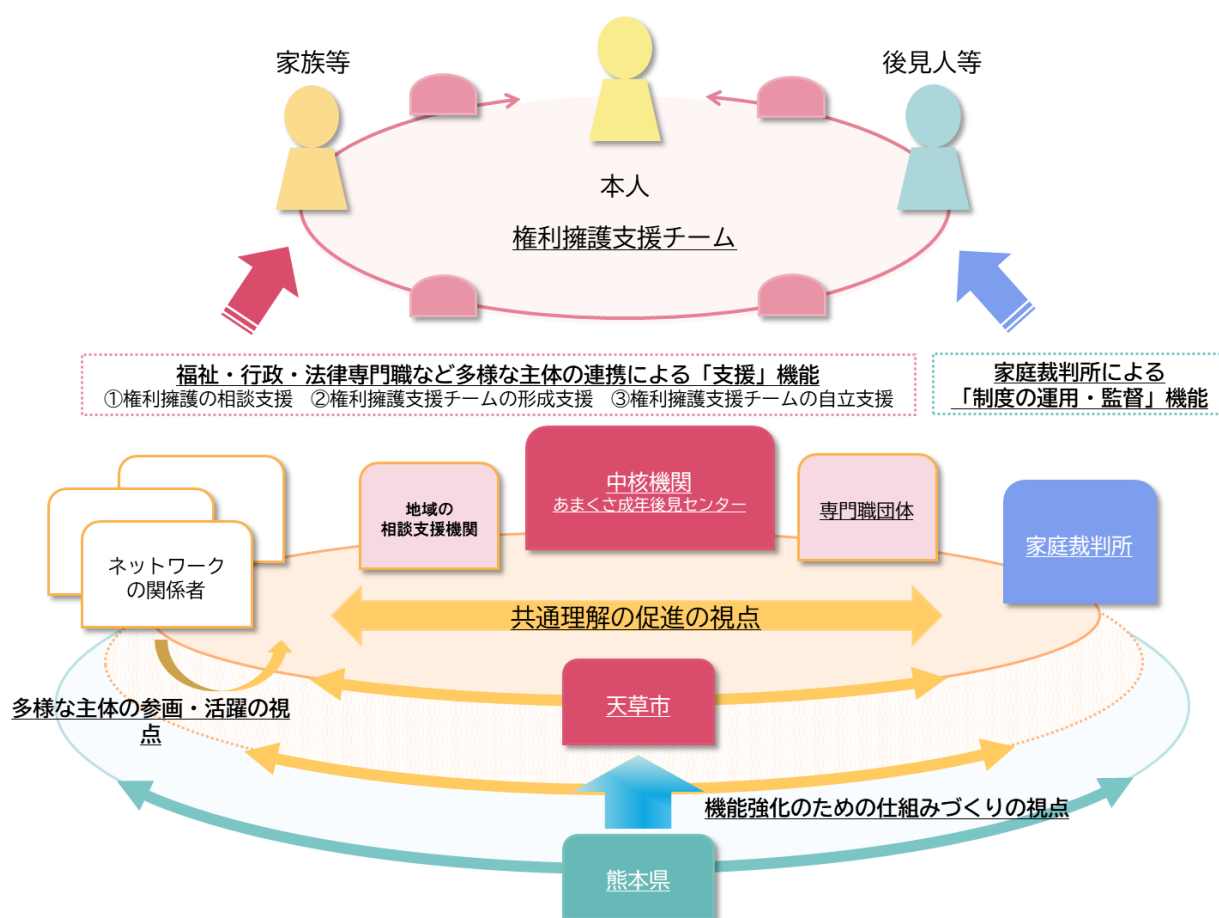 家族等
後見人等
本人
権利擁護支援チーム
福祉・行政・法律専門職など多様な主体の連携による「支援」機能
①権利擁護の相談支援　②権利擁護支援チームの形成支援　③権利擁護支援チームの自立支援
家庭裁判所による
「制度の運用・監督」機能
中核機関
あまくさ成年後見センター
地域の
相談支援機関
専門職団体
家庭裁判所
ネットワーク
の関係者
共通理解の促進の視点
多様な主体の参画・活躍の視
点
天草市
機能強化のための仕組みづくりの視点
熊本県